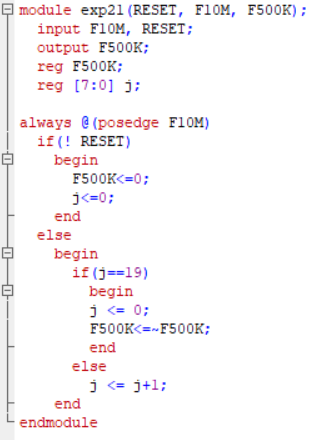 module exp21(RESET, F10M, F500K);
input F10M, RESET;
output F500K;
reg F500K;
reg [7:0] j;
always @(posedge F10M)
if(! RESET)
begin
F500K<=0;
j<=0;
end
else
begin
if(j==19)
begin
j <= 0;
F500K<=~F500K;
end
else
j <= j+1;
end
endmodule